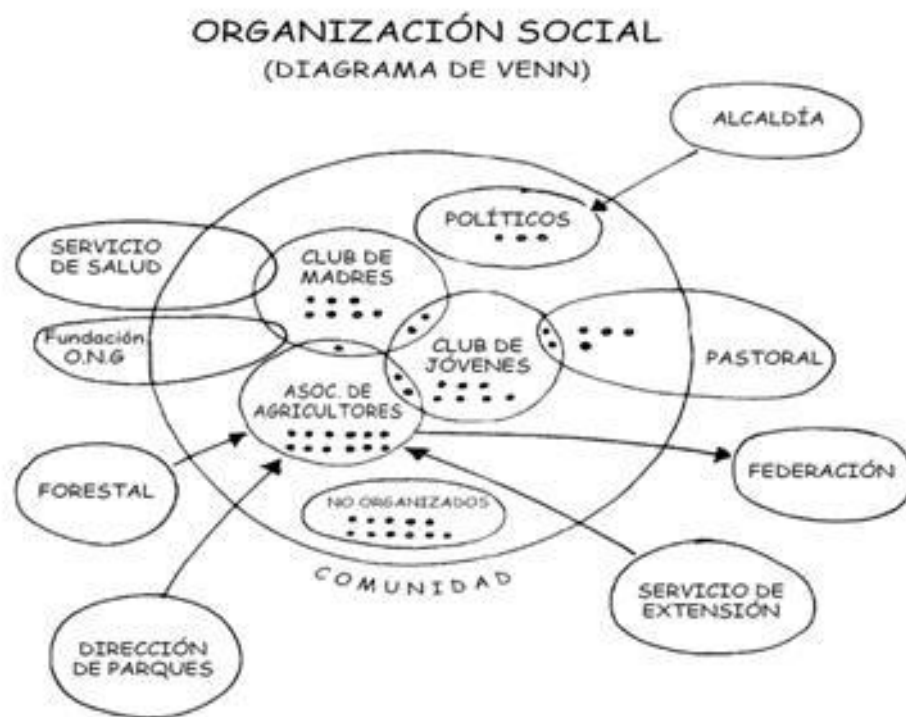 ORGANIZACIÓN SOCIAL
(DIAGRAMA DE VENN)
ALCALDÍA
POLÍTICOS
SERVICIO
DE SALUD
CLUB DE
MADRES
Fundación
O.N.G
CLUB DE
JÓVENES
PASTORAL
ASOC. DE
AGRICULTORES
FORESTAL
FEDERACIÓN
NO ORGANIZADOS
COMUNIDAD
SERVICIO DE
EXTENSIÓN
DIRECCIÓN
DE PARQUES